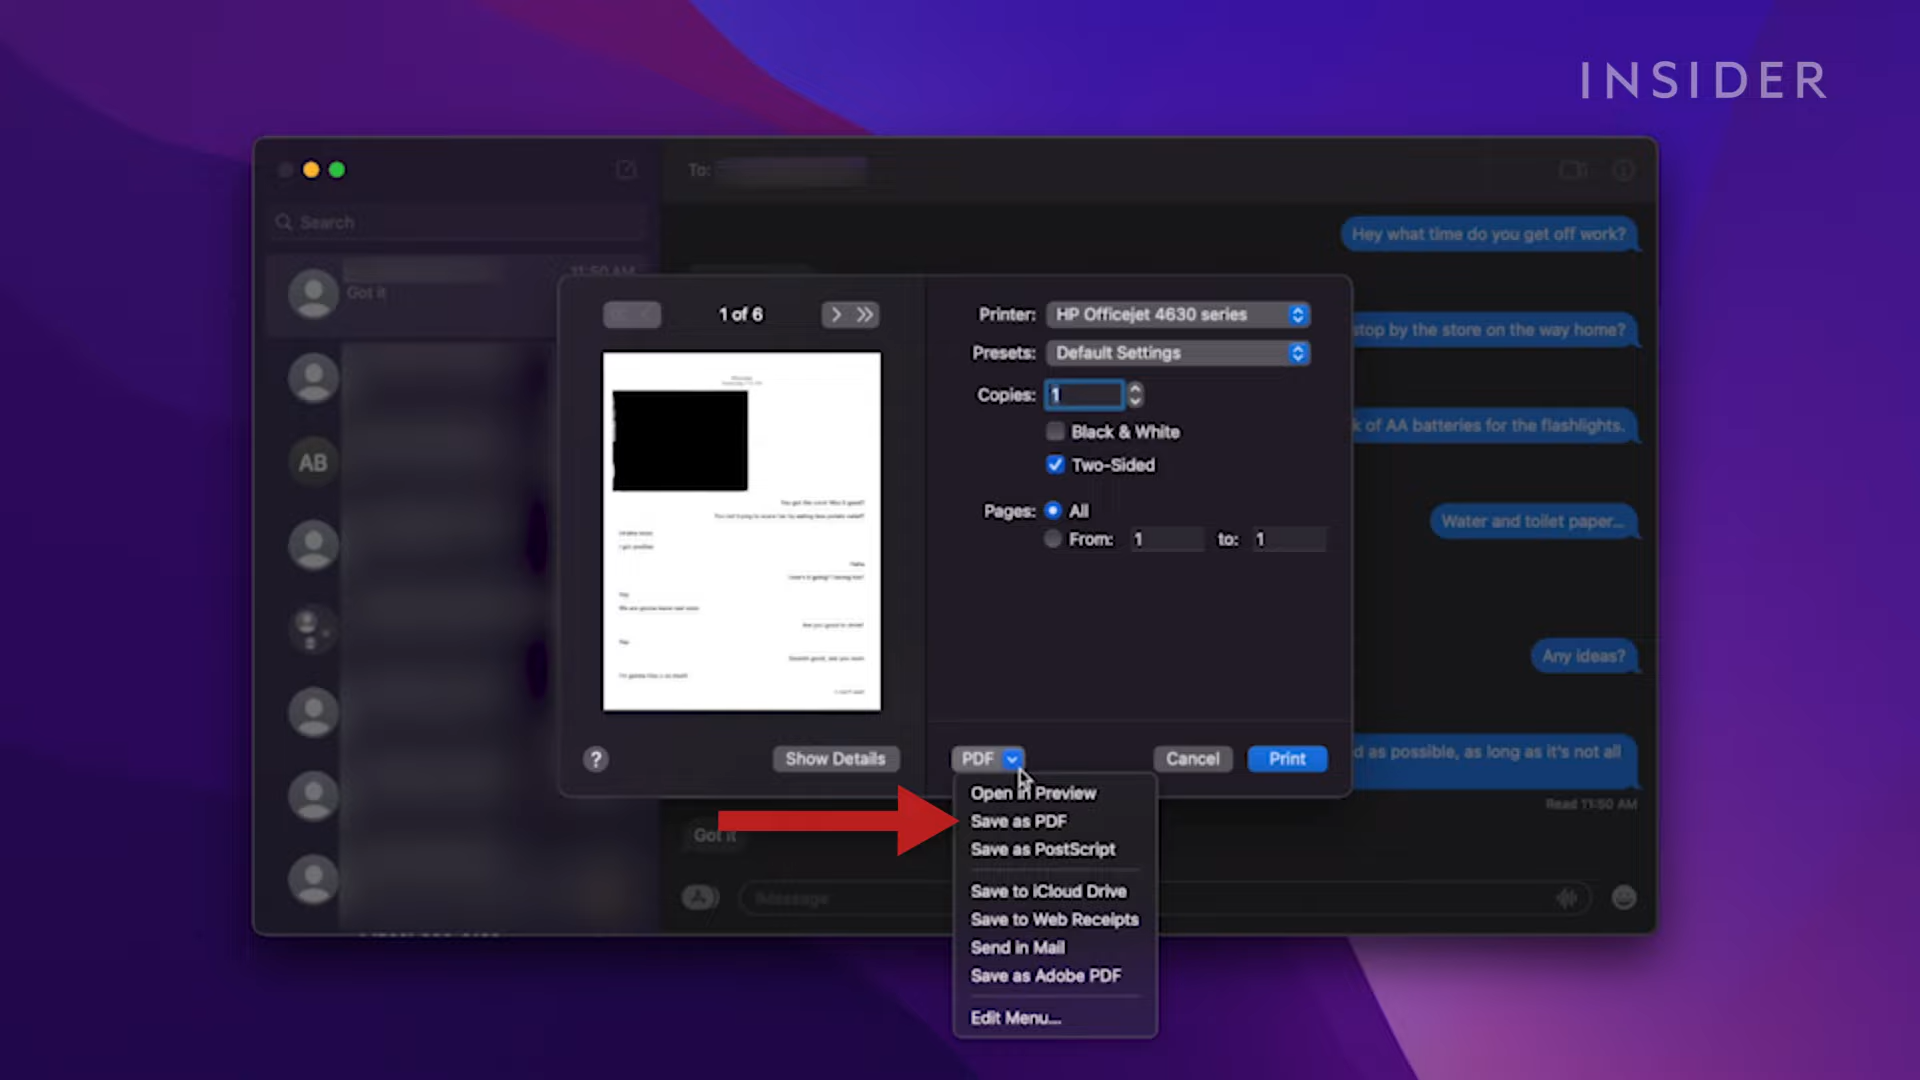 INSIDER
To:
Search
Hey what time do you get off work?
11:50 AM
Got it
1 of 6
Printer: HP Officejet 4630 series
stop by the store on the way home?
Presets: Default Settings
Copies: 1
k of AA batteries for the flashlights.
Black & White
AB
Two-Sided
Pages: All
From: 1 to: 1
Water and toilet paper...
Any ideas?
? Show Details PDF Cancel Print
d as possible, as long as it's not all
Read 11:50 AM
Open in Preview
Save as PDF
Got it
Save as PostScript
Save to iCloud Drive
iMessage
Save to Web Receipts
Send in Mail
Save as Adobe PDF
Edit Menu...